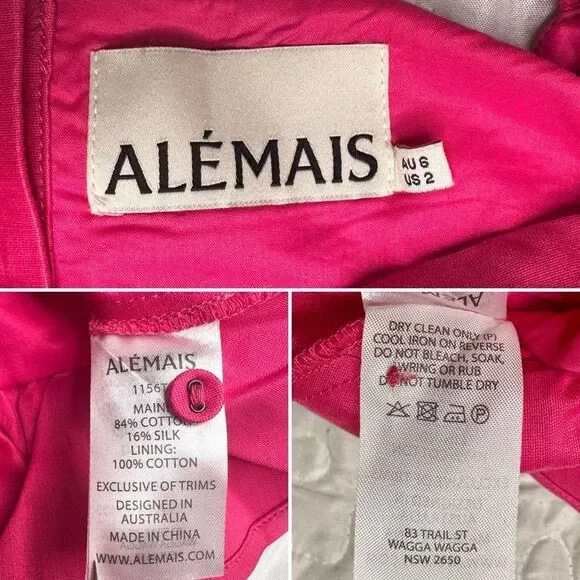 ALÉMAIS
AU 6
US 2
ALÉMAIS
MAIN
84% COTTON
16% SILK
LINING:
100% COTTON
EXCLUSIVE OF TRIMS
DESIGNED IN
AUSTRALIA
MADE IN CHINA
WWW.ALEMAIS.COM
DRY CLEAN ONLY (P)
COOL IRON ON REVERSE
DO NOT BLEACH, SOAK,
WRING OR RUB
DO NOT TUMBLE DRY
P
83 TRAIL ST
WAGGA WAGGA
NSW 2650